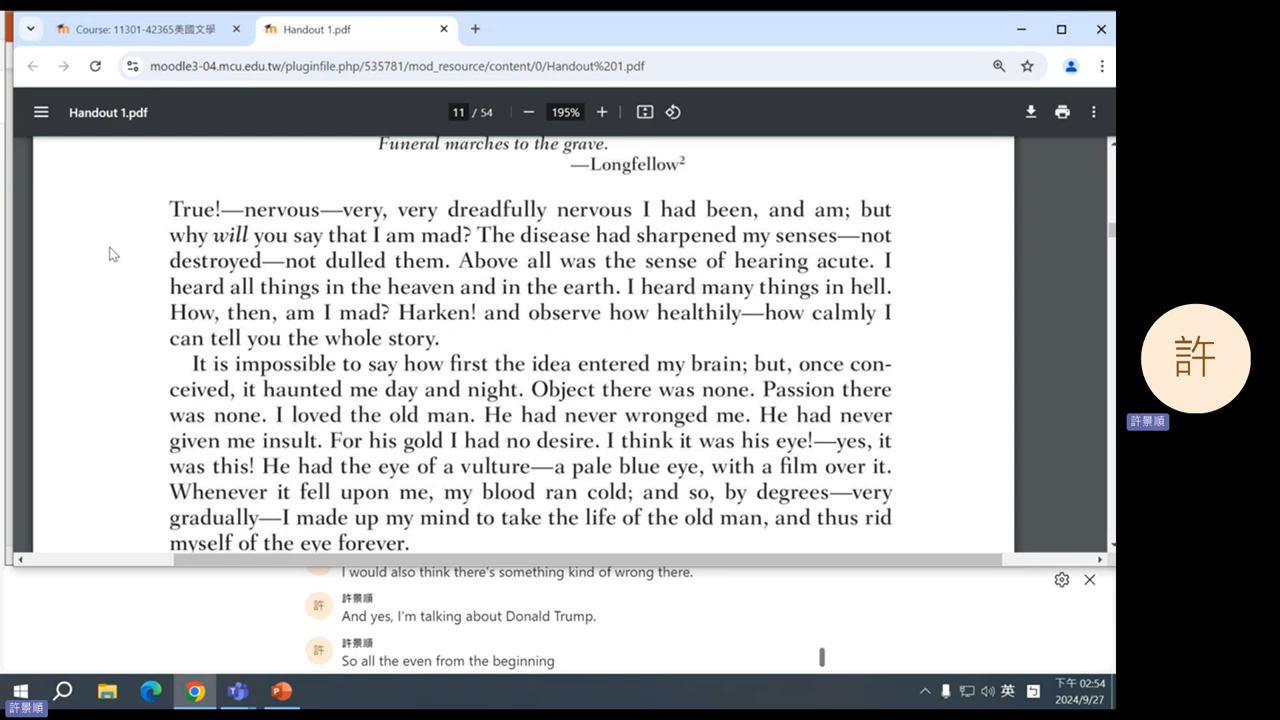 Course: 11301-42365美國文學
Handout 1.pdf
moodle3-04.mcu.edu.tw/pluginfile.php/535781/mod_resource/content/0/Handout%201.pdf
Handout 1.pdf
11 / 54
195%
Funeral marches to the grave.
—Longfellow²
True!—nervous—very, very dreadfully nervous I had been, and am; but
why will you say that I am mad? The disease had sharpened my senses—not
destroyed—not dulled them. Above all was the sense of hearing acute. I
heard all things in the heaven and in the earth. I heard many things in hell.
How, then, am I mad? Harken! and observe how healthily—how calmly I
can tell you the whole story.
It is impossible to say how first the idea entered my brain; but, once con-
ceived, it haunted me day and night. Object there was none. Passion there
was none. I loved the old man. He had never wronged me. He had never
given me insult. For his gold I had no desire. I think it was his eye!—yes, it
was this! He had the eye of a vulture—a pale blue eye, with a film over it.
Whenever it fell upon me, my blood ran cold; and so, by degrees—very
gradually—I made up my mind to take the life of the old man, and thus rid
myself of the eye forever.
I would also think there's something kind of wrong there.
許
許景順
And yes, I'm talking about Donald Trump.
許
許景順
So all the even from the beginning
許
許景順
英
下午 02:54
2024/9/27
許景順